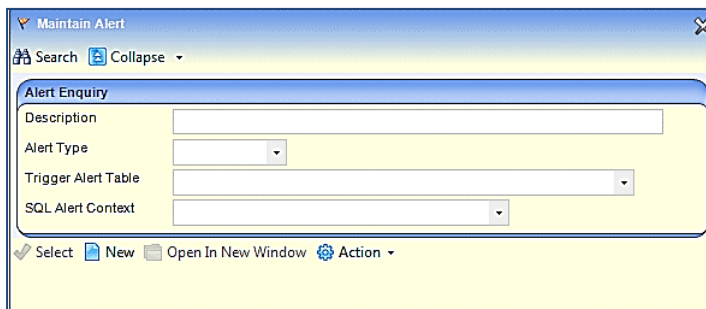 Maintain Alert
Search Collapse
Alert Enquiry
Description
Alert Type
Trigger Alert Table
SQL Alert Context
Select New Open In New Window Action